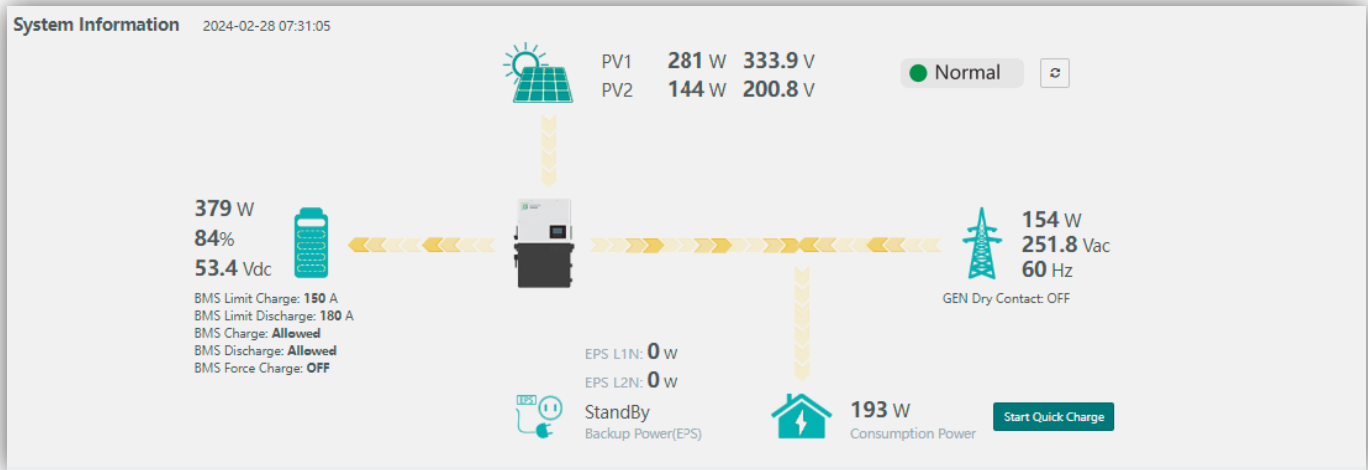 System Information 2024-02-28 07:31:05
PV1 281 W 333.9 V
PV2 144 W 200.8 V
Normal
379 W
84%
53.4 Vdc
BMS Limit Charge: 150 A
BMS Limit Discharge: 180 A
BMS Charge: Allowed
BMS Discharge: Allowed
BMS Force Charge: OFF
154 W
251.8 Vac
60 Hz
GEN Dry Contact: OFF
EPS L1N: 0 W
EPS L2N: 0 W
EPS
StandBy
Backup Power(EPS)
193 W
Consumption Power
Start Quick Charge